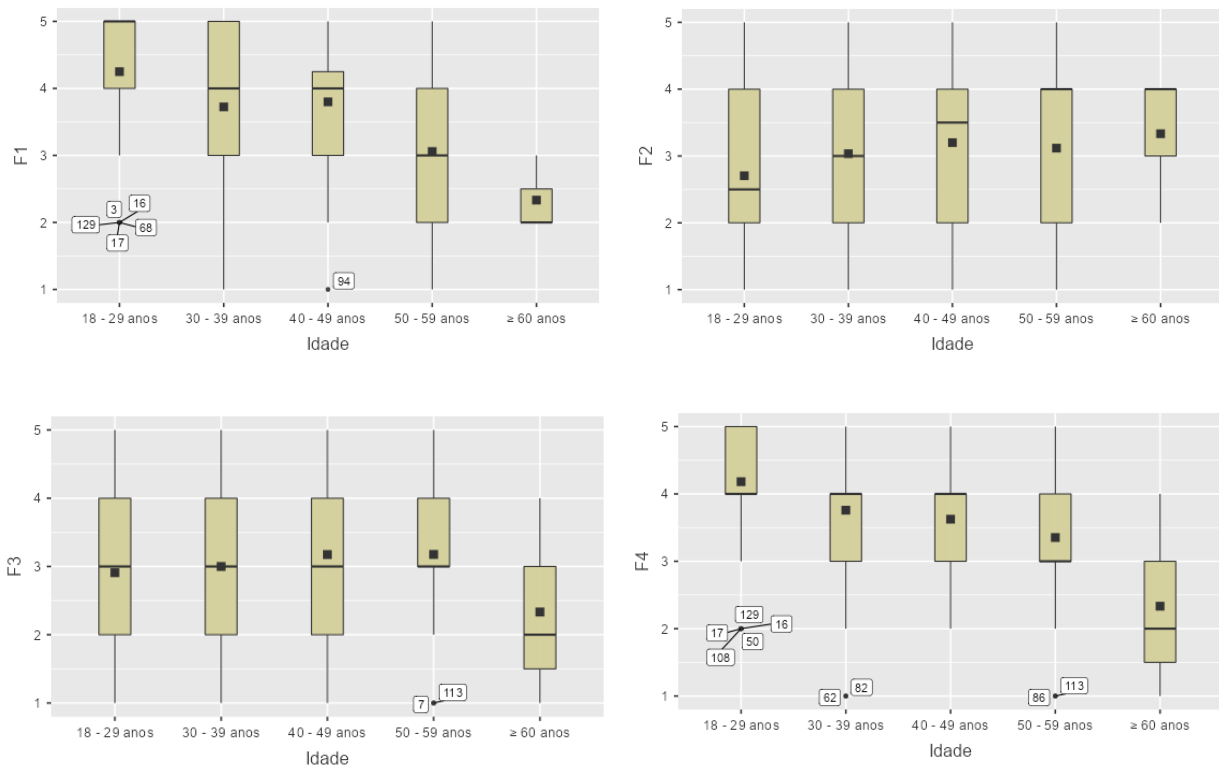 5
4
3
2
1
F1
3
16
129
68
17
94
18 - 29 anos
30 - 39 anos
40 - 49 anos
50 - 59 anos
≥ 60 anos
Idade
5
4
3
2
1
F2
18 - 29 anos
30 - 39 anos
40 - 49 anos
50 - 59 anos
≥ 60 anos
Idade
5
4
3
2
1
F3
7
113
18 - 29 anos
30 - 39 anos
40 - 49 anos
50 - 59 anos
≥ 60 anos
Idade
5
4
3
2
1
F4
129
16
17
50
108
62
82
86
113
18 - 29 anos
30 - 39 anos
40 - 49 anos
50 - 59 anos
≥ 60 anos
Idade